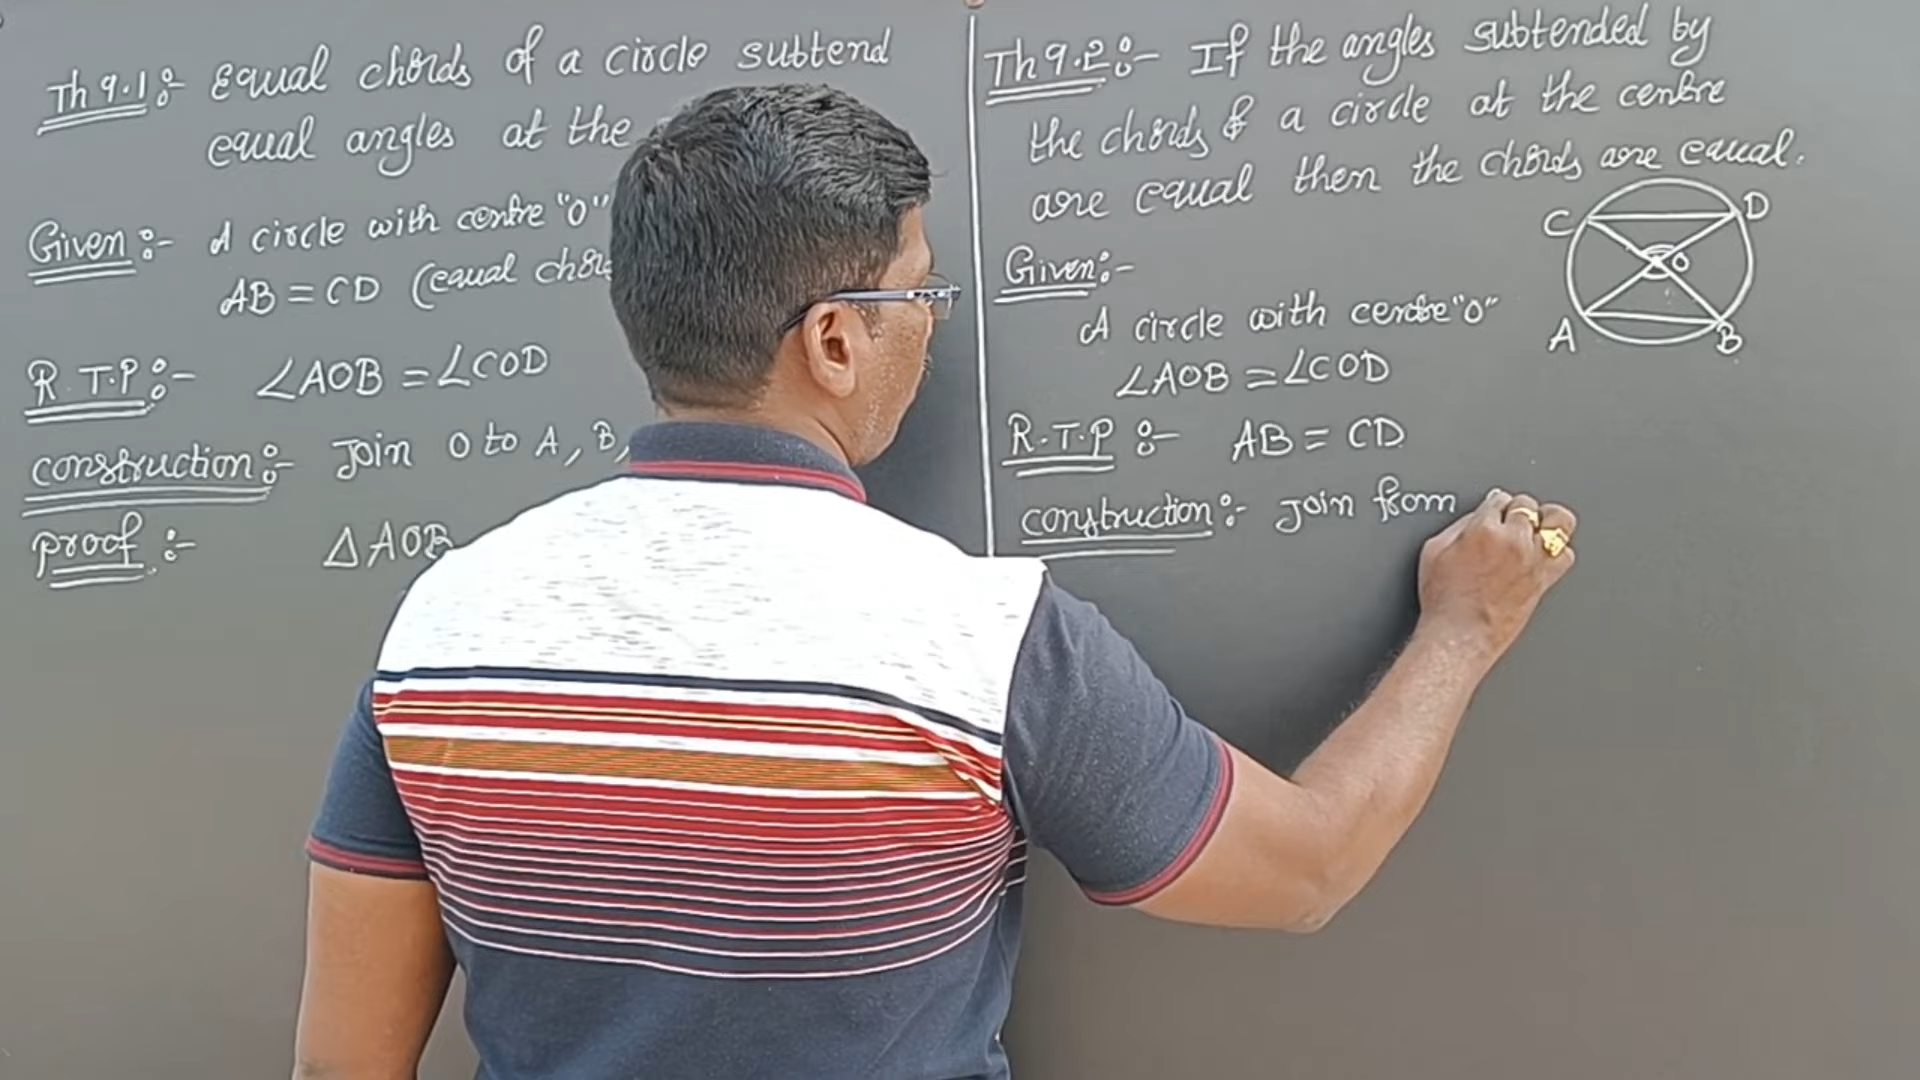 Th 9.1:- Equal chords of a circle subtend
equal angles at the
Given:- A circle with centre "O"
AB = CD (equal
R.T.P:- ∠AOB = ∠COD
construction:- Join O to A, B,
proof:- △AOB
Th 9.2:- If the angles subtended by
the chords of a circle at the centre
are equal then the chords are equal.
Given:-
A circle with centre "O"
∠AOB = ∠COD
R.T.P:- AB = CD
construction:- Join from
C D
O
A B